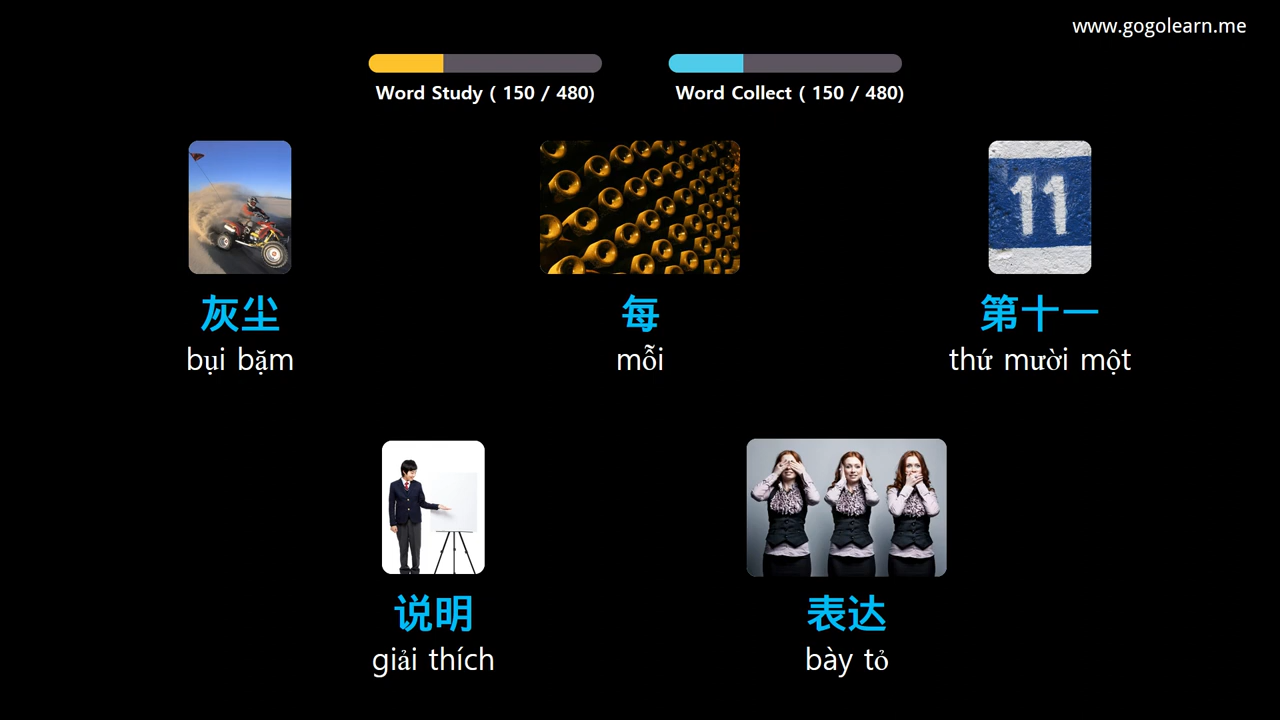 www.gogolearn.me
Word Study ( 150 / 480)
Word Collect ( 150 / 480)
11
灰尘
bụi bặm
每
mỗi
第十一
thứ mười một
说明
giải thích
表达
bày tỏ